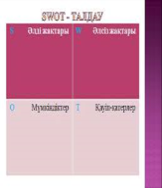 SWOT - ТАЛДАУ
S Әлді жақтары W Әлсіз жақтары
O Мүмкіндіктер T Қауіп-қатерлер